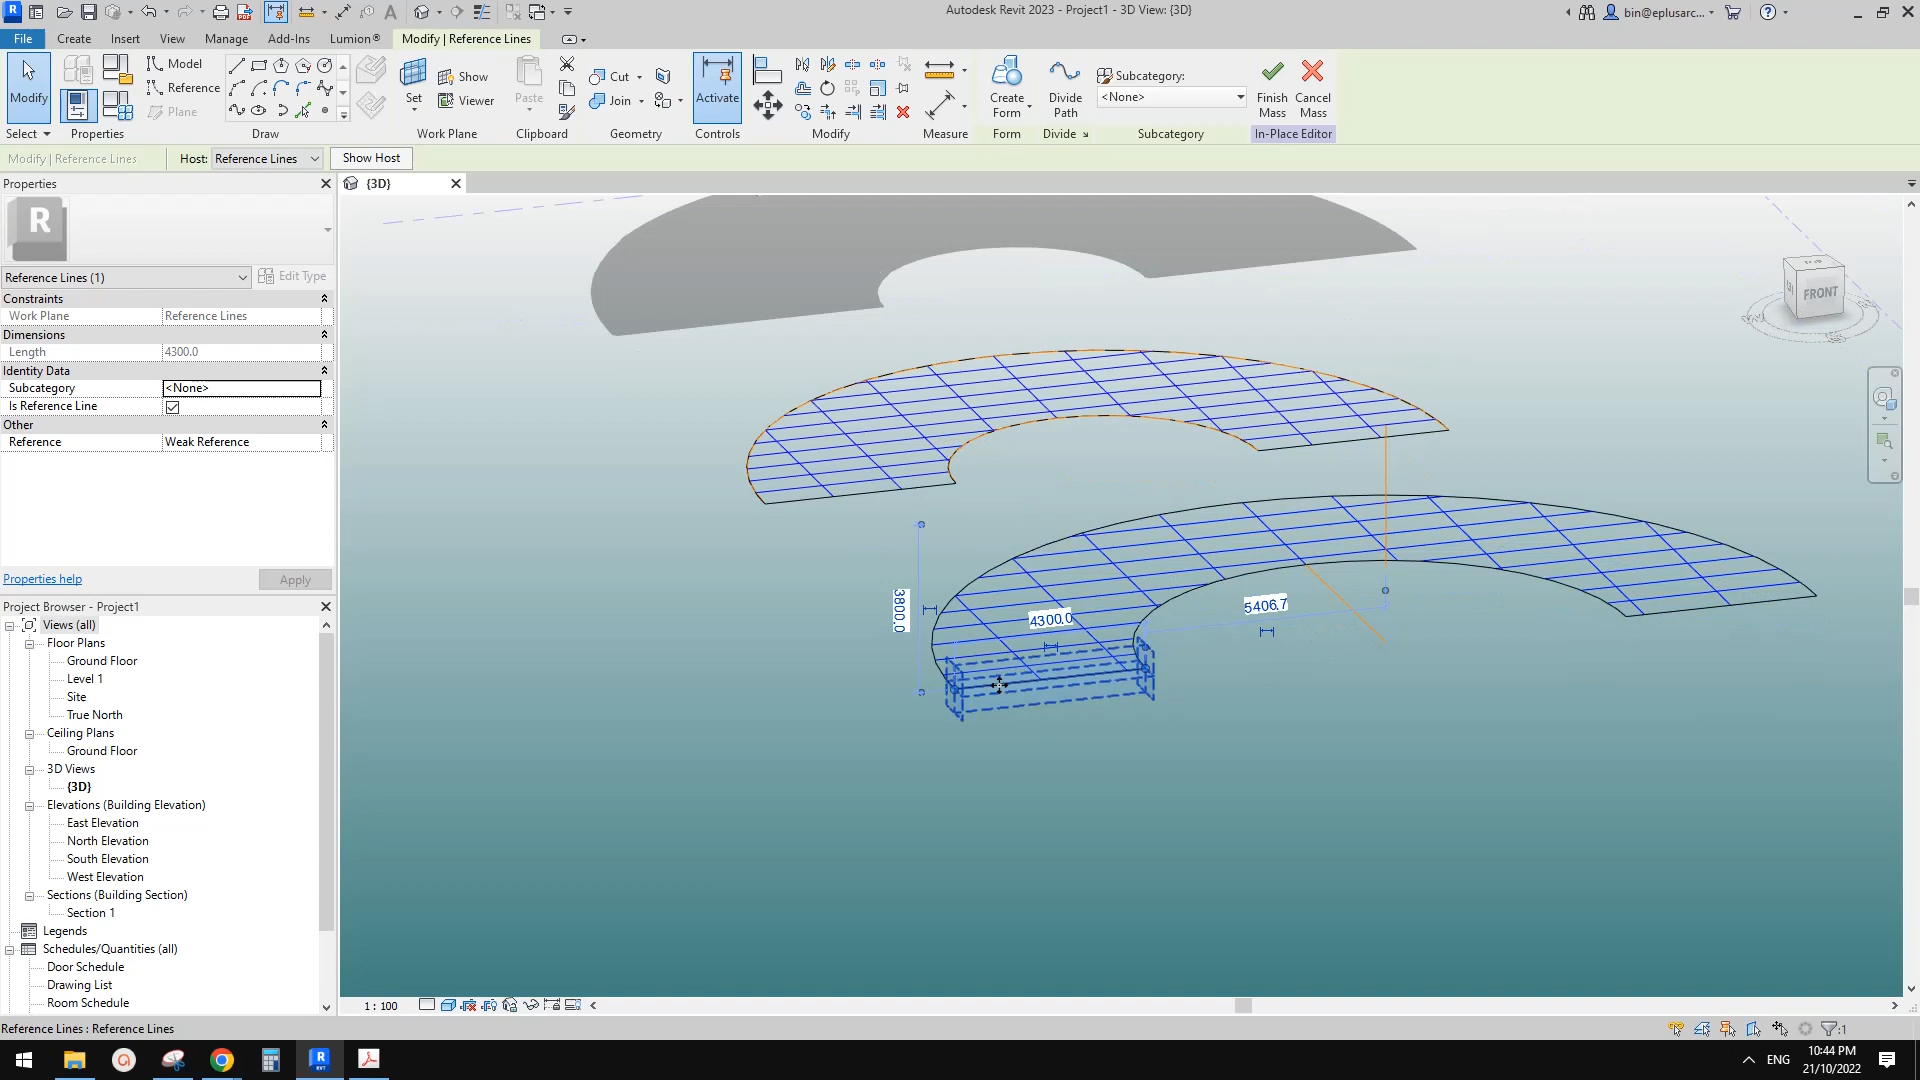 Autodesk Revit 2023 - Project1 - 3D View: {3D}
bin@eplusarc...
File
Create
Insert
View
Manage
Add-Ins
Lumion®
Modify | Reference Lines
Modify
Model
Reference
Plane
Set
Show
Viewer
Paste
Cut
Join
Activate
Create
Form
Divide
Path
Subcategory:
<None>
Finish
Mass
Cancel
Mass
Select
Properties
Draw
Work Plane
Clipboard
Geometry
Controls
Modify
Measure
Form
Divide
Subcategory
In-Place Editor
Modify | Reference Lines
Host:
Reference Lines
Show Host
Properties
{3D}
R
Reference Lines (1)
Edit Type
Constraints
Work Plane
Reference Lines
Dimensions
Length
4300.0
Identity Data
Subcategory
<None>
Is Reference Line
Other
Reference
Weak Reference
Properties help
Apply
FRONT
3800.0
4300.0
5406.7
Project Browser - Project1
Views (all)
Floor Plans
Ground Floor
Level 1
Site
True North
Ceiling Plans
Ground Floor
3D Views
{3D}
Elevations (Building Elevation)
East Elevation
North Elevation
South Elevation
West Elevation
Sections (Building Section)
Section 1
Legends
Schedules/Quantities (all)
Door Schedule
Drawing List
Room Schedule
1 : 100
Reference Lines : Reference Lines
:1
ENG
10:44 PM
21/10/2022